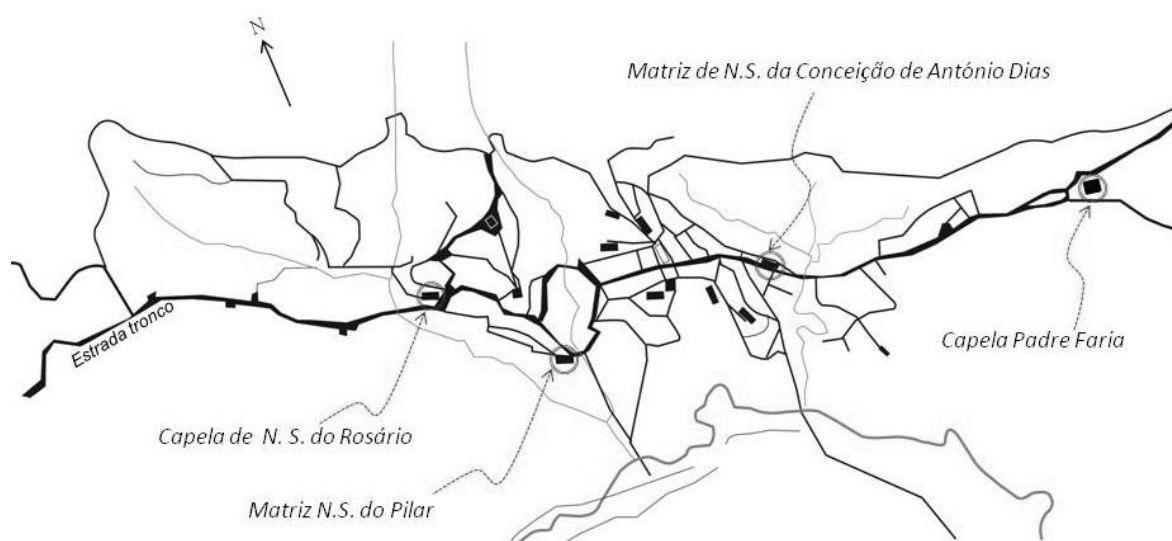 N
Matriz de N.S. da Conceição de António Dias
Estrada tronco
Capela Padre Faria
Capela de N. S. do Rosário
Matriz N.S. do Pilar